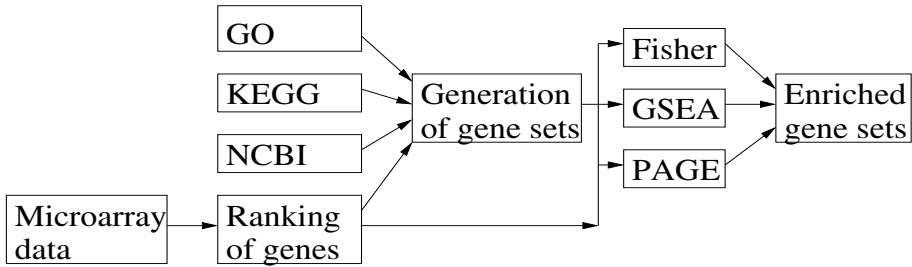 GO
KEGG
NCBI
Microarray
data
Ranking
of genes
Generation
of gene sets
Fisher
GSEA
PAGE
Enriched
gene sets